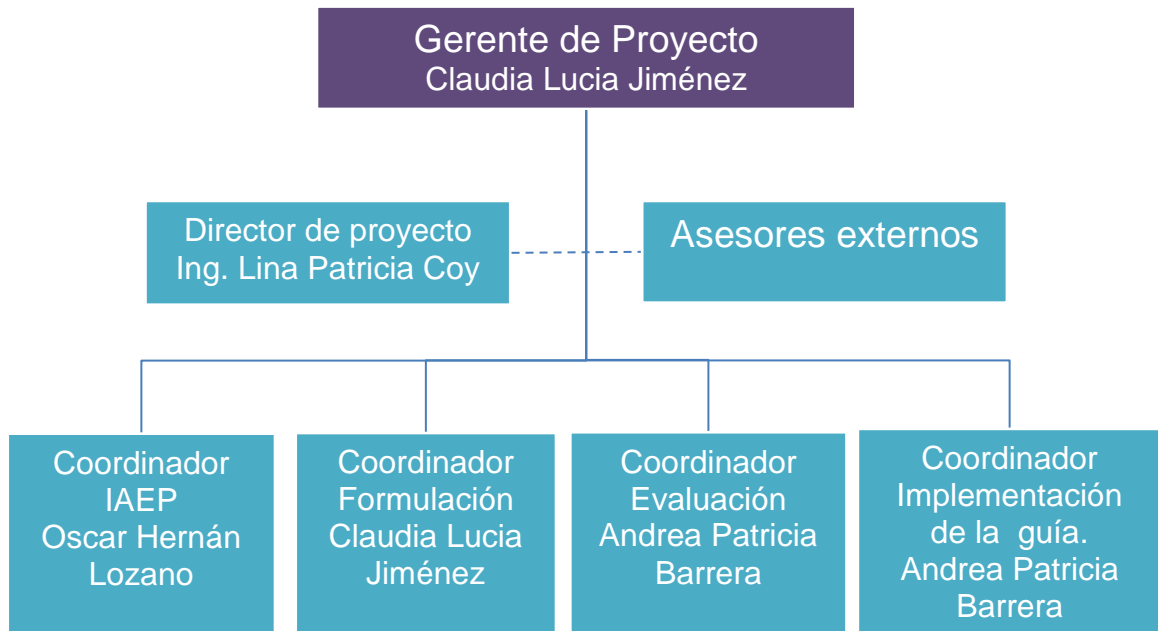 Gerente de Proyecto
Claudia Lucia Jiménez
Director de proyecto
Ing. Lina Patricia Coy
Asesores externos
Coordinador
IAEP
Oscar Hernán
Lozano
Coordinador
Formulación
Claudia Lucia
Jiménez
Coordinador
Evaluación
Andrea Patricia
Barrera
Coordinador
Implementación
de la  guía.
Andrea Patricia
Barrera